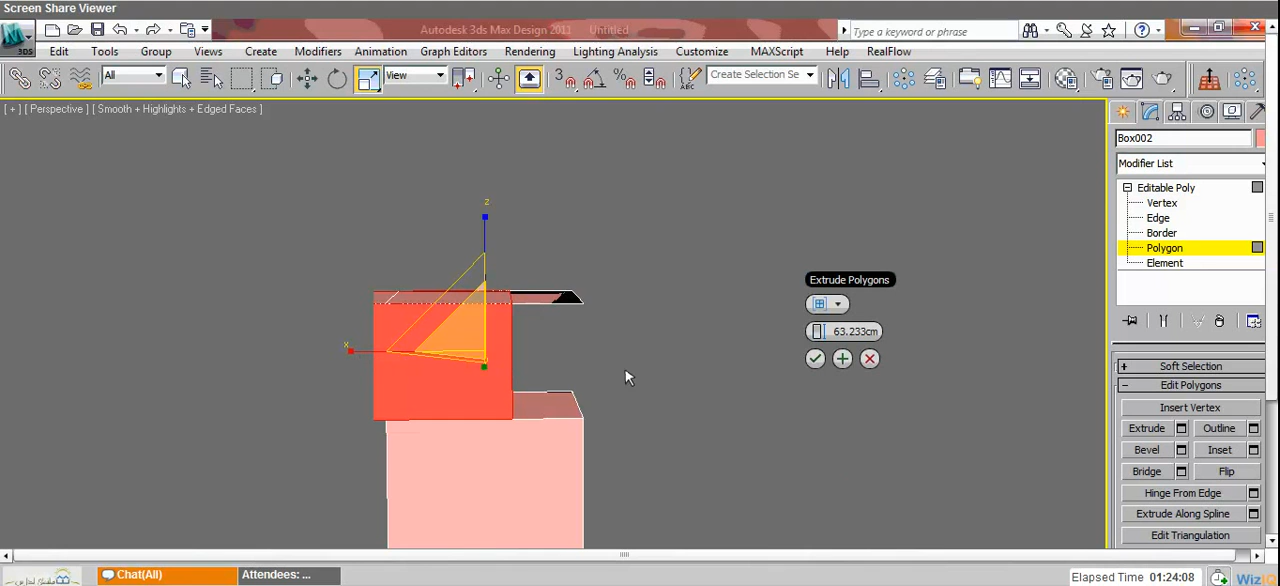 Screen Share Viewer
Autodesk 3ds Max Design 2011 Untitled
Type a keyword or phrase
3DS
Edit Tools Group Views Create Modifiers Animation Graph Editors Rendering Lighting Analysis Customize MAXScript Help RealFlow
All View 3 Create Selection Se
[ + ] [ Perspective ] [ Smooth + Highlights + Edged Faces ]
Box002
Modifier List
Editable Poly
Vertex
Edge
Border
Polygon
Element
z
x
Extrude Polygons
63.233cm
+ Soft Selection
- Edit Polygons
Insert Vertex
Extrude Outline
Bevel Inset
Bridge Flip
Hinge From Edge
Extrude Along Spline
Edit Triangulation
Chat(All) Attendees: ...
Elapsed Time 01:24:08
WizI